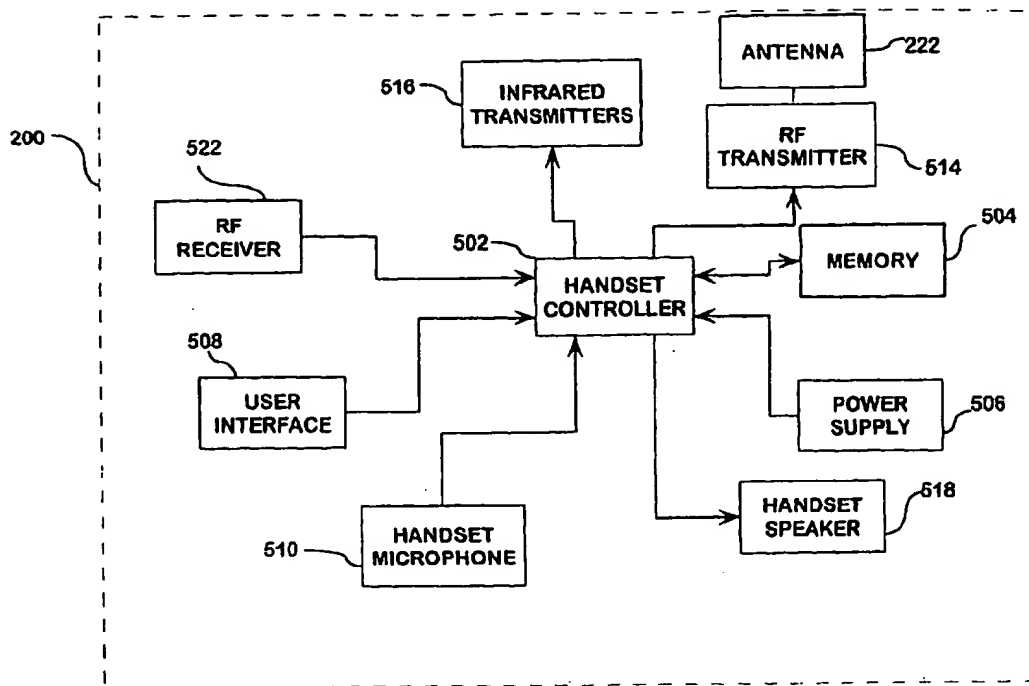 ANTENNA
222
516
INFRARED
TRANSMITTERS
RF
TRANSMITTER
514
200
522
RF
RECEIVER
502
HANDSET
CONTROLLER
504
MEMORY
508
USER
INTERFACE
POWER
SUPPLY
506
510
HANDSET
MICROPHONE
HANDSET
SPEAKER
518